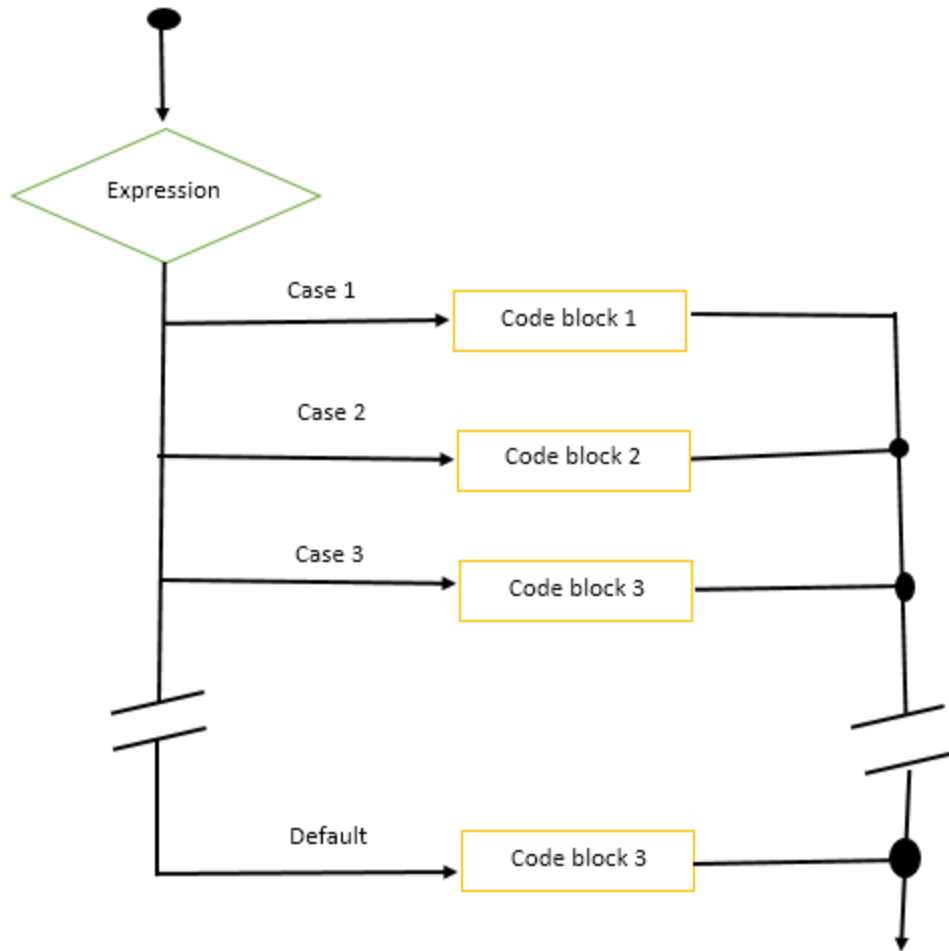 Expression
Case 1
Code block 1
Case 2
Code block 2
Case 3
Code block 3
Default
Code block 3